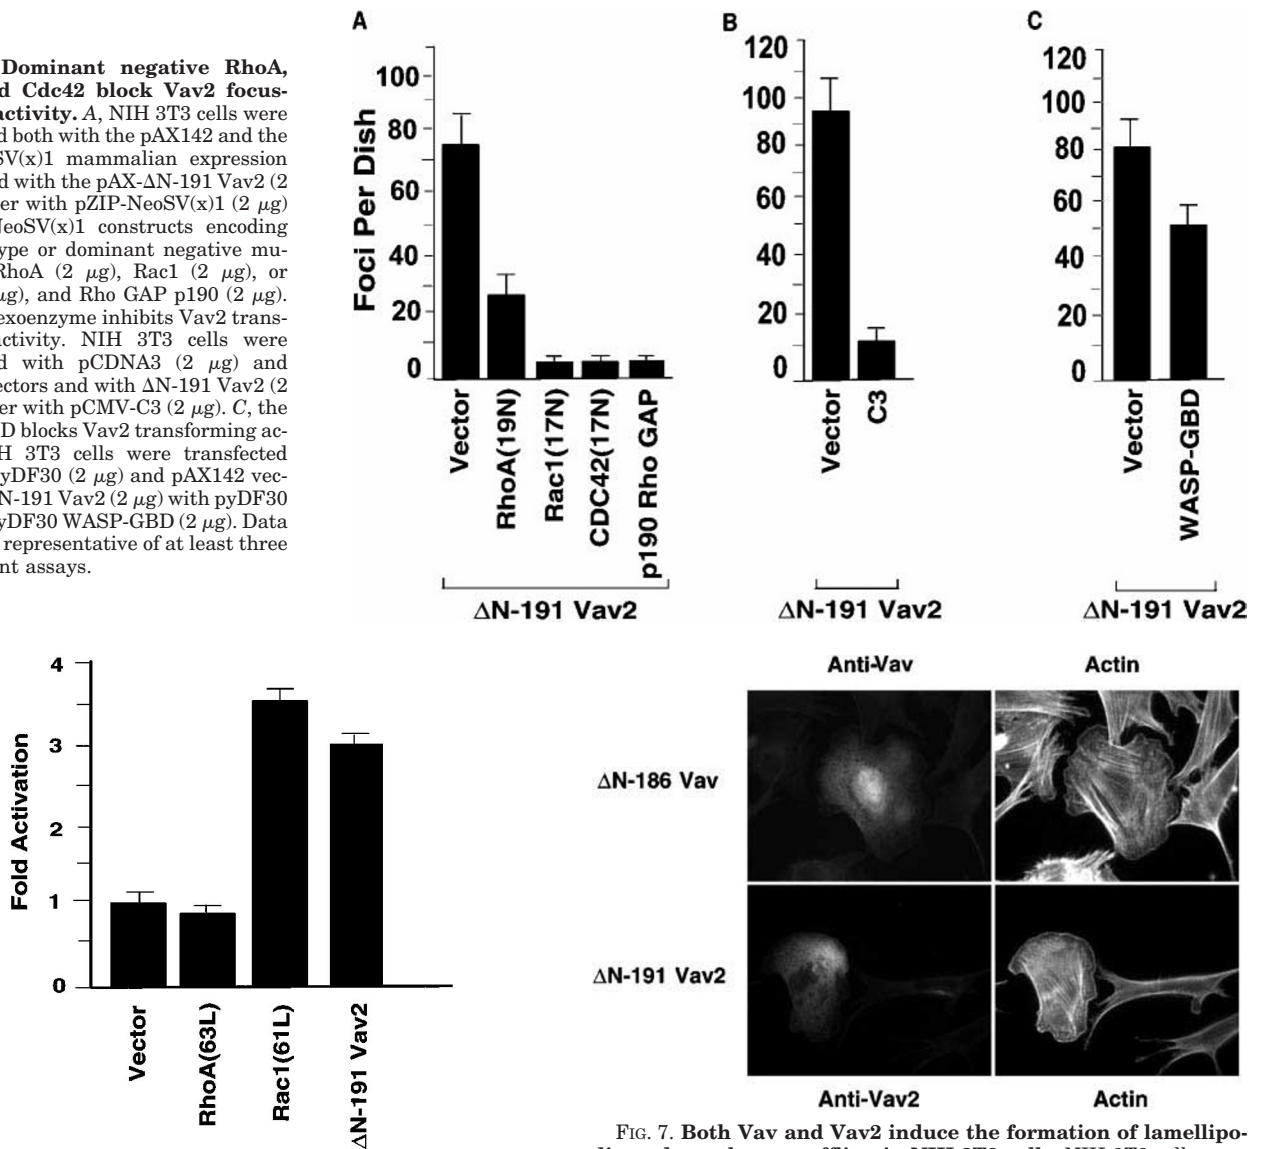 Dominant negative RhoA,
d Cdc42 block Vav2 focus-
activity. A, NIH 3T3 cells were
d both with the pAX142 and the
SV(x)1 mammalian expression
d with the pAX-ΔN-191 Vav2 (2
er with pZIP-NeoSV(x)1 (2 μg)
NeoSV(x)1 constructs encoding
ype or dominant negative mu-
RhoA (2 μg), Rac1 (2 μg), or
μg), and Rho GAP p190 (2 μg).
exoenzyme inhibits Vav2 trans-
activity. NIH 3T3 cells were
d with pCDNA3 (2 μg) and
ectors and with ΔN-191 Vav2 (2
er with pCMV-C3 (2 μg). C, the
D blocks Vav2 transforming ac-
H 3T3 cells were transfected
yDF30 (2 μg) and pAX142 vec-
N-191 Vav2 (2 μg) with pyDF30
yDF30 WASP-GBD (2 μg). Data
representative of at least three
nt assays.
A
Foci Per Dish
100
80
60
40
20
0
Vector
RhoA(19N)
Rac1(17N)
CDC42(17N)
p190 Rho GAP
ΔN-191 Vav2
B
120
100
80
60
40
20
0
Vector
C3
ΔN-191 Vav2
C
120
100
80
60
40
20
0
Vector
WASP-GBD
ΔN-191 Vav2
Fold Activation
4
3
2
1
0
Vector
RhoA(63L)
Rac1(61L)
ΔN-191 Vav2
Anti-Vav
Actin
ΔN-186 Vav
ΔN-191 Vav2
Anti-Vav2
Actin
FIG. 7. Both Vav and Vav2 induce the formation of lamellipo-